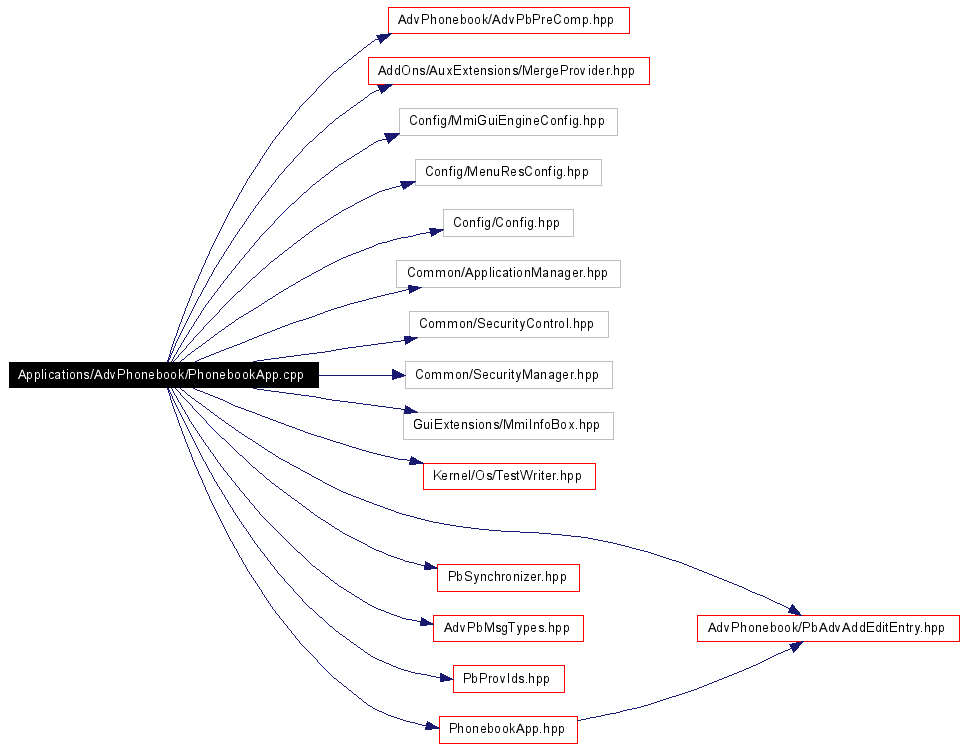 AdvPhonebook/AdvPbPreComp.hpp
AddOns/AuxExtensions/MergeProvider.hpp
Config/MmiGuiEngineConfig.hpp
Config/MenuResConfig.hpp
Config/Config.hpp
Common/ApplicationManager.hpp
Common/SecurityControl.hpp
Applications/AdvPhonebook/PhonebookApp.cpp
Common/SecurityManager.hpp
GuiExtensions/MmiInfoBox.hpp
Kernel/Os/TestWriter.hpp
PbSynchronizer.hpp
AdvPbMsgTypes.hpp
AdvPhonebook/PbAdvAddEditEntry.hpp
PbProvIds.hpp
PhonebookApp.hpp